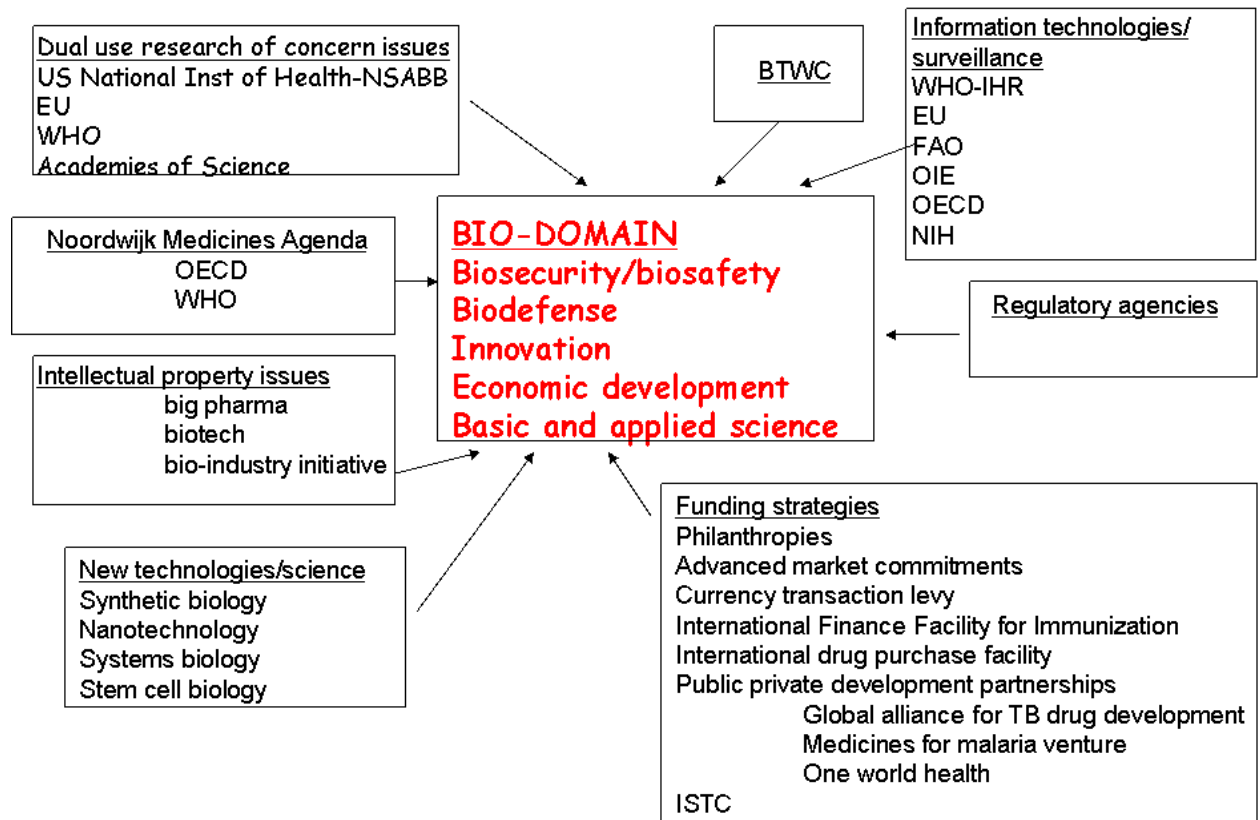 Dual use research of concern issues
US National Inst of Health-NSABB
EU
WHO
Academies of Science
BTWC
Information technologies/
surveillance
WHO-IHR
EU
FAO
OIE
OECD
NIH
Noordwijk Medicines Agenda
OECD
WHO
BIO-DOMAIN
Biosecurity/biosafety
Biodefense
Innovation
Economic development
Basic and applied science
Regulatory agencies
Intellectual property issues
big pharma
biotech
bio-industry initiative
New technologies/science
Synthetic biology
Nanotechnology
Systems biology
Stem cell biology
Funding strategies
Philanthropies
Advanced market commitments
Currency transaction levy
International Finance Facility for Immunization
International drug purchase facility
Public private development partnerships
Global alliance for TB drug development
Medicines for malaria venture
One world health
ISTC